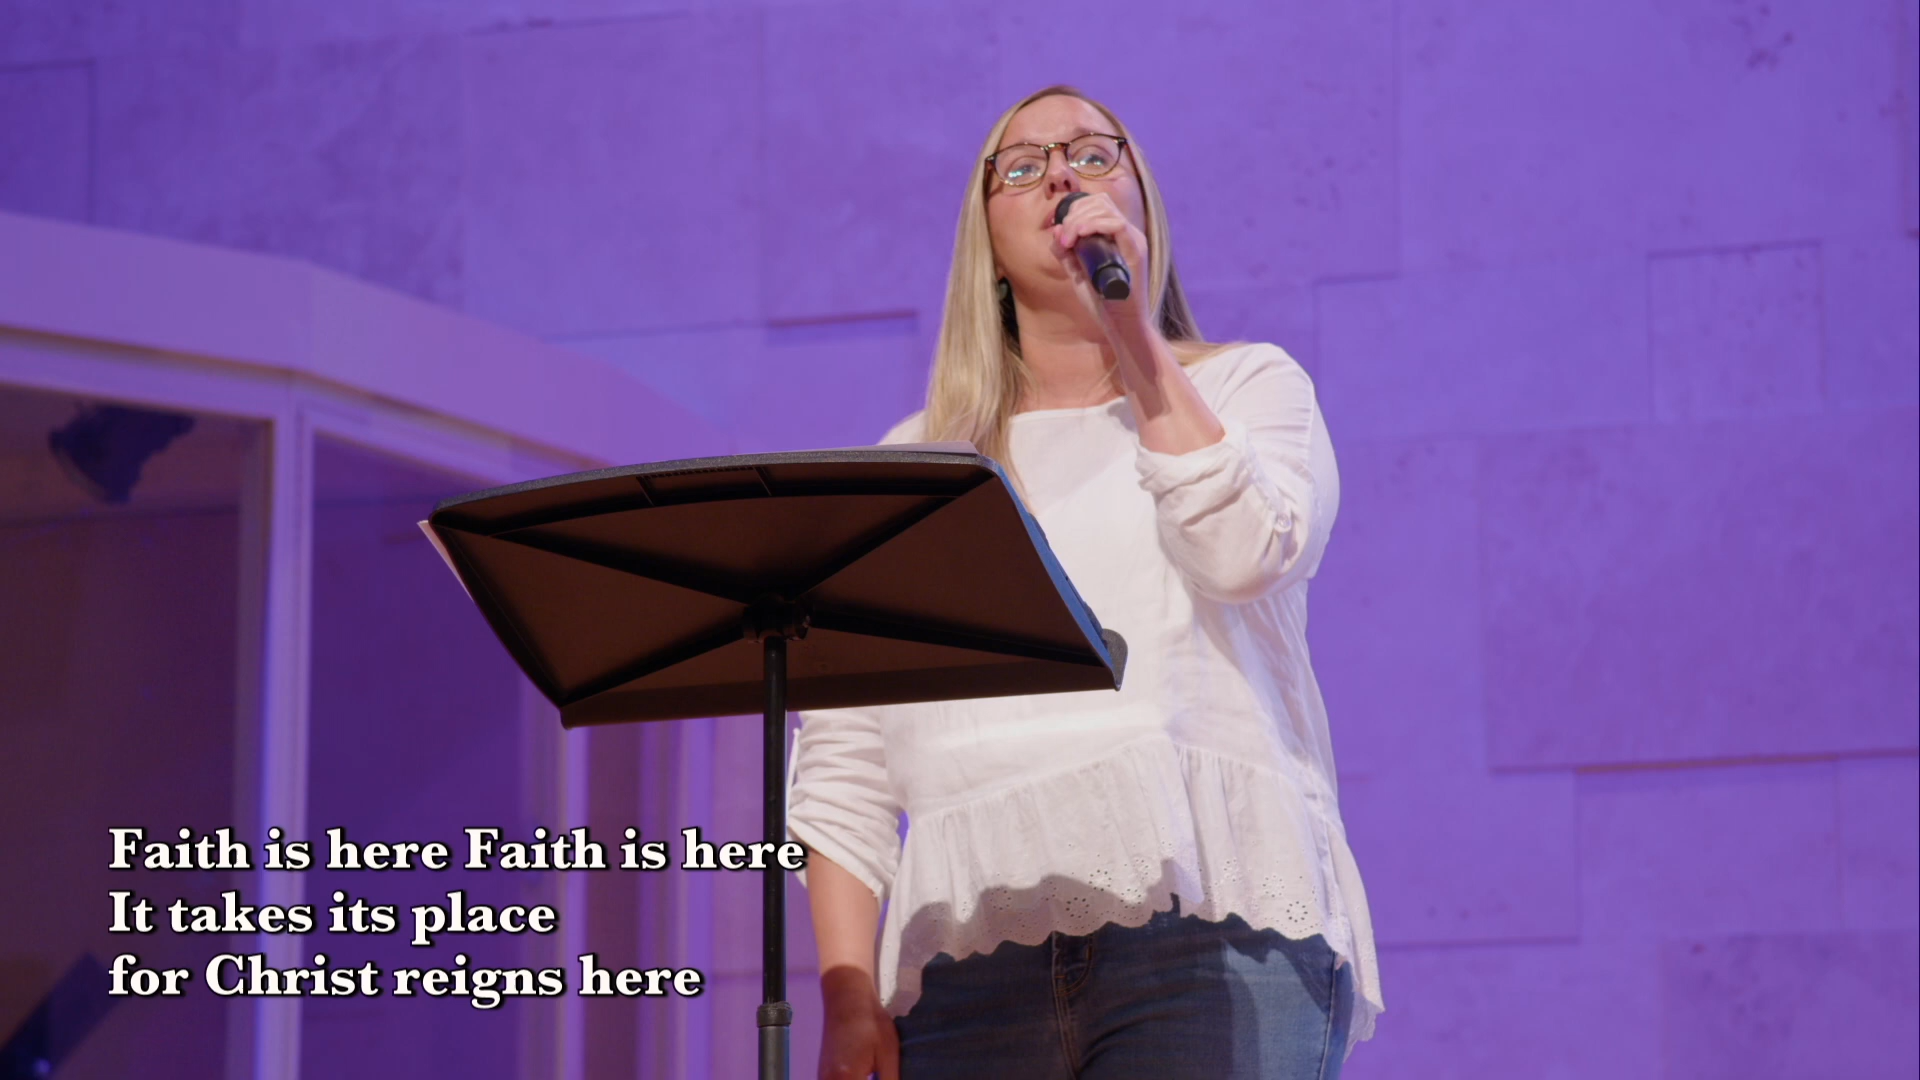 Faith is here Faith is here
It takes its place
for Christ reigns here